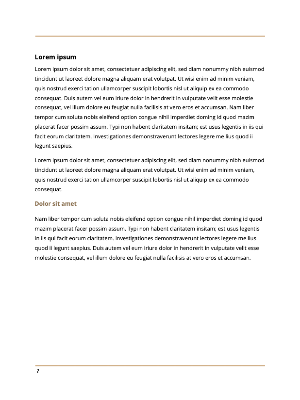 Lorem ipsum
Lorem ipsum dolor sit amet, consectetuer adipiscing elit, sed diam nonummy nibh euismod
tincidunt ut laoreet dolore magna aliquam erat volutpat. Ut wisi enim ad minim veniam,
quis nostrud exerci tation ullamcorper suscipit lobortis nisl ut aliquip ex ea commodo
consequat. Duis autem vel eum iriure dolor in hendrerit in vulputate velit esse molestie
consequat, vel illum dolore eu feugiat nulla facilisis at vero eros et accumsan. Nam liber
tempor cum soluta nobis eleifend option congue nihil imperdiet doming id quod mazim
placerat facer possim assum. Typi non habent claritatem insitam; est usus legentis in iis qui
facit eorum claritatem. Investigationes demonstraverunt lectores legere me lius quod ii
legunt saepius.
Lorem ipsum dolor sit amet, consectetuer adipiscing elit, sed diam nonummy nibh euismod
tincidunt ut laoreet dolore magna aliquam erat volutpat. Ut wisi enim ad minim veniam,
quis nostrud exerci tation ullamcorper suscipit lobortis nisl ut aliquip ex ea commodo
consequat.
Dolor sit amet
Nam liber tempor cum soluta nobis eleifend option congue nihil imperdiet doming id quod
mazim placerat facer possim assum. Typi non habent claritatem insitam; est usus legentis
in iis qui facit eorum claritatem. Investigationes demonstraverunt lectores legere me lius
quod ii legunt saepius. Duis autem vel eum iriure dolor in hendrerit in vulputate velit esse
molestie consequat, vel illum dolore eu feugiat nulla facilisis at vero eros et accumsan.
7